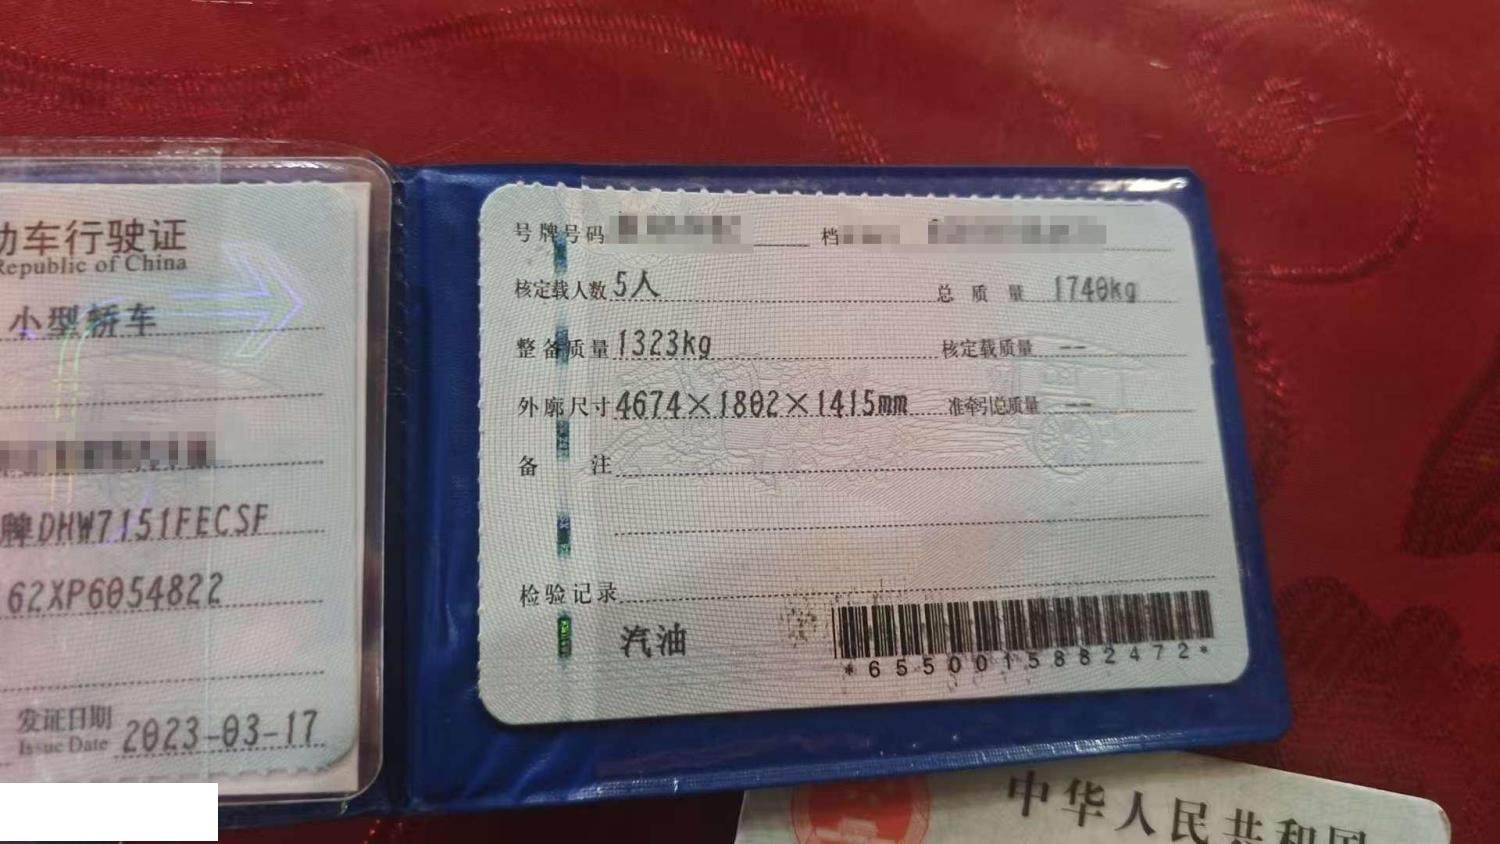 动车行驶证
Republic of China
小型轿车
牌DHW7151FECSF
162XP6054822
发证日期 2023-03-17
Issue Date
号牌号码 档
核定载人数 5人 总质量 1740kg
整备质量 1323kg 核定载质量 --
外廓尺寸 4674×1802×1415mm 准牵引总质量 --
备注
检验记录
汽油
*6550015882472*
中华人民共和国